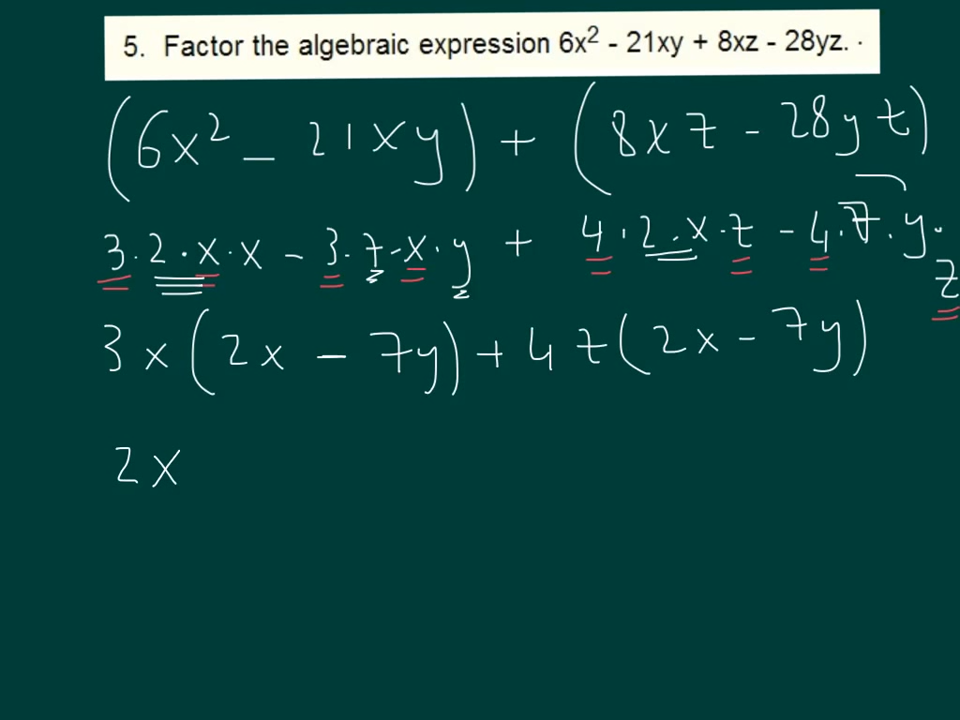 5. Factor the algebraic expression 6x² - 21xy + 8xz - 28yz.
(6x² - 21xy) + (8xz - 28yz)
3·2·x·x - 3·7·x·y + 4·2·x·z - 4·7·y·
z
3x(2x - 7y) + 4z(2x - 7y)
2x